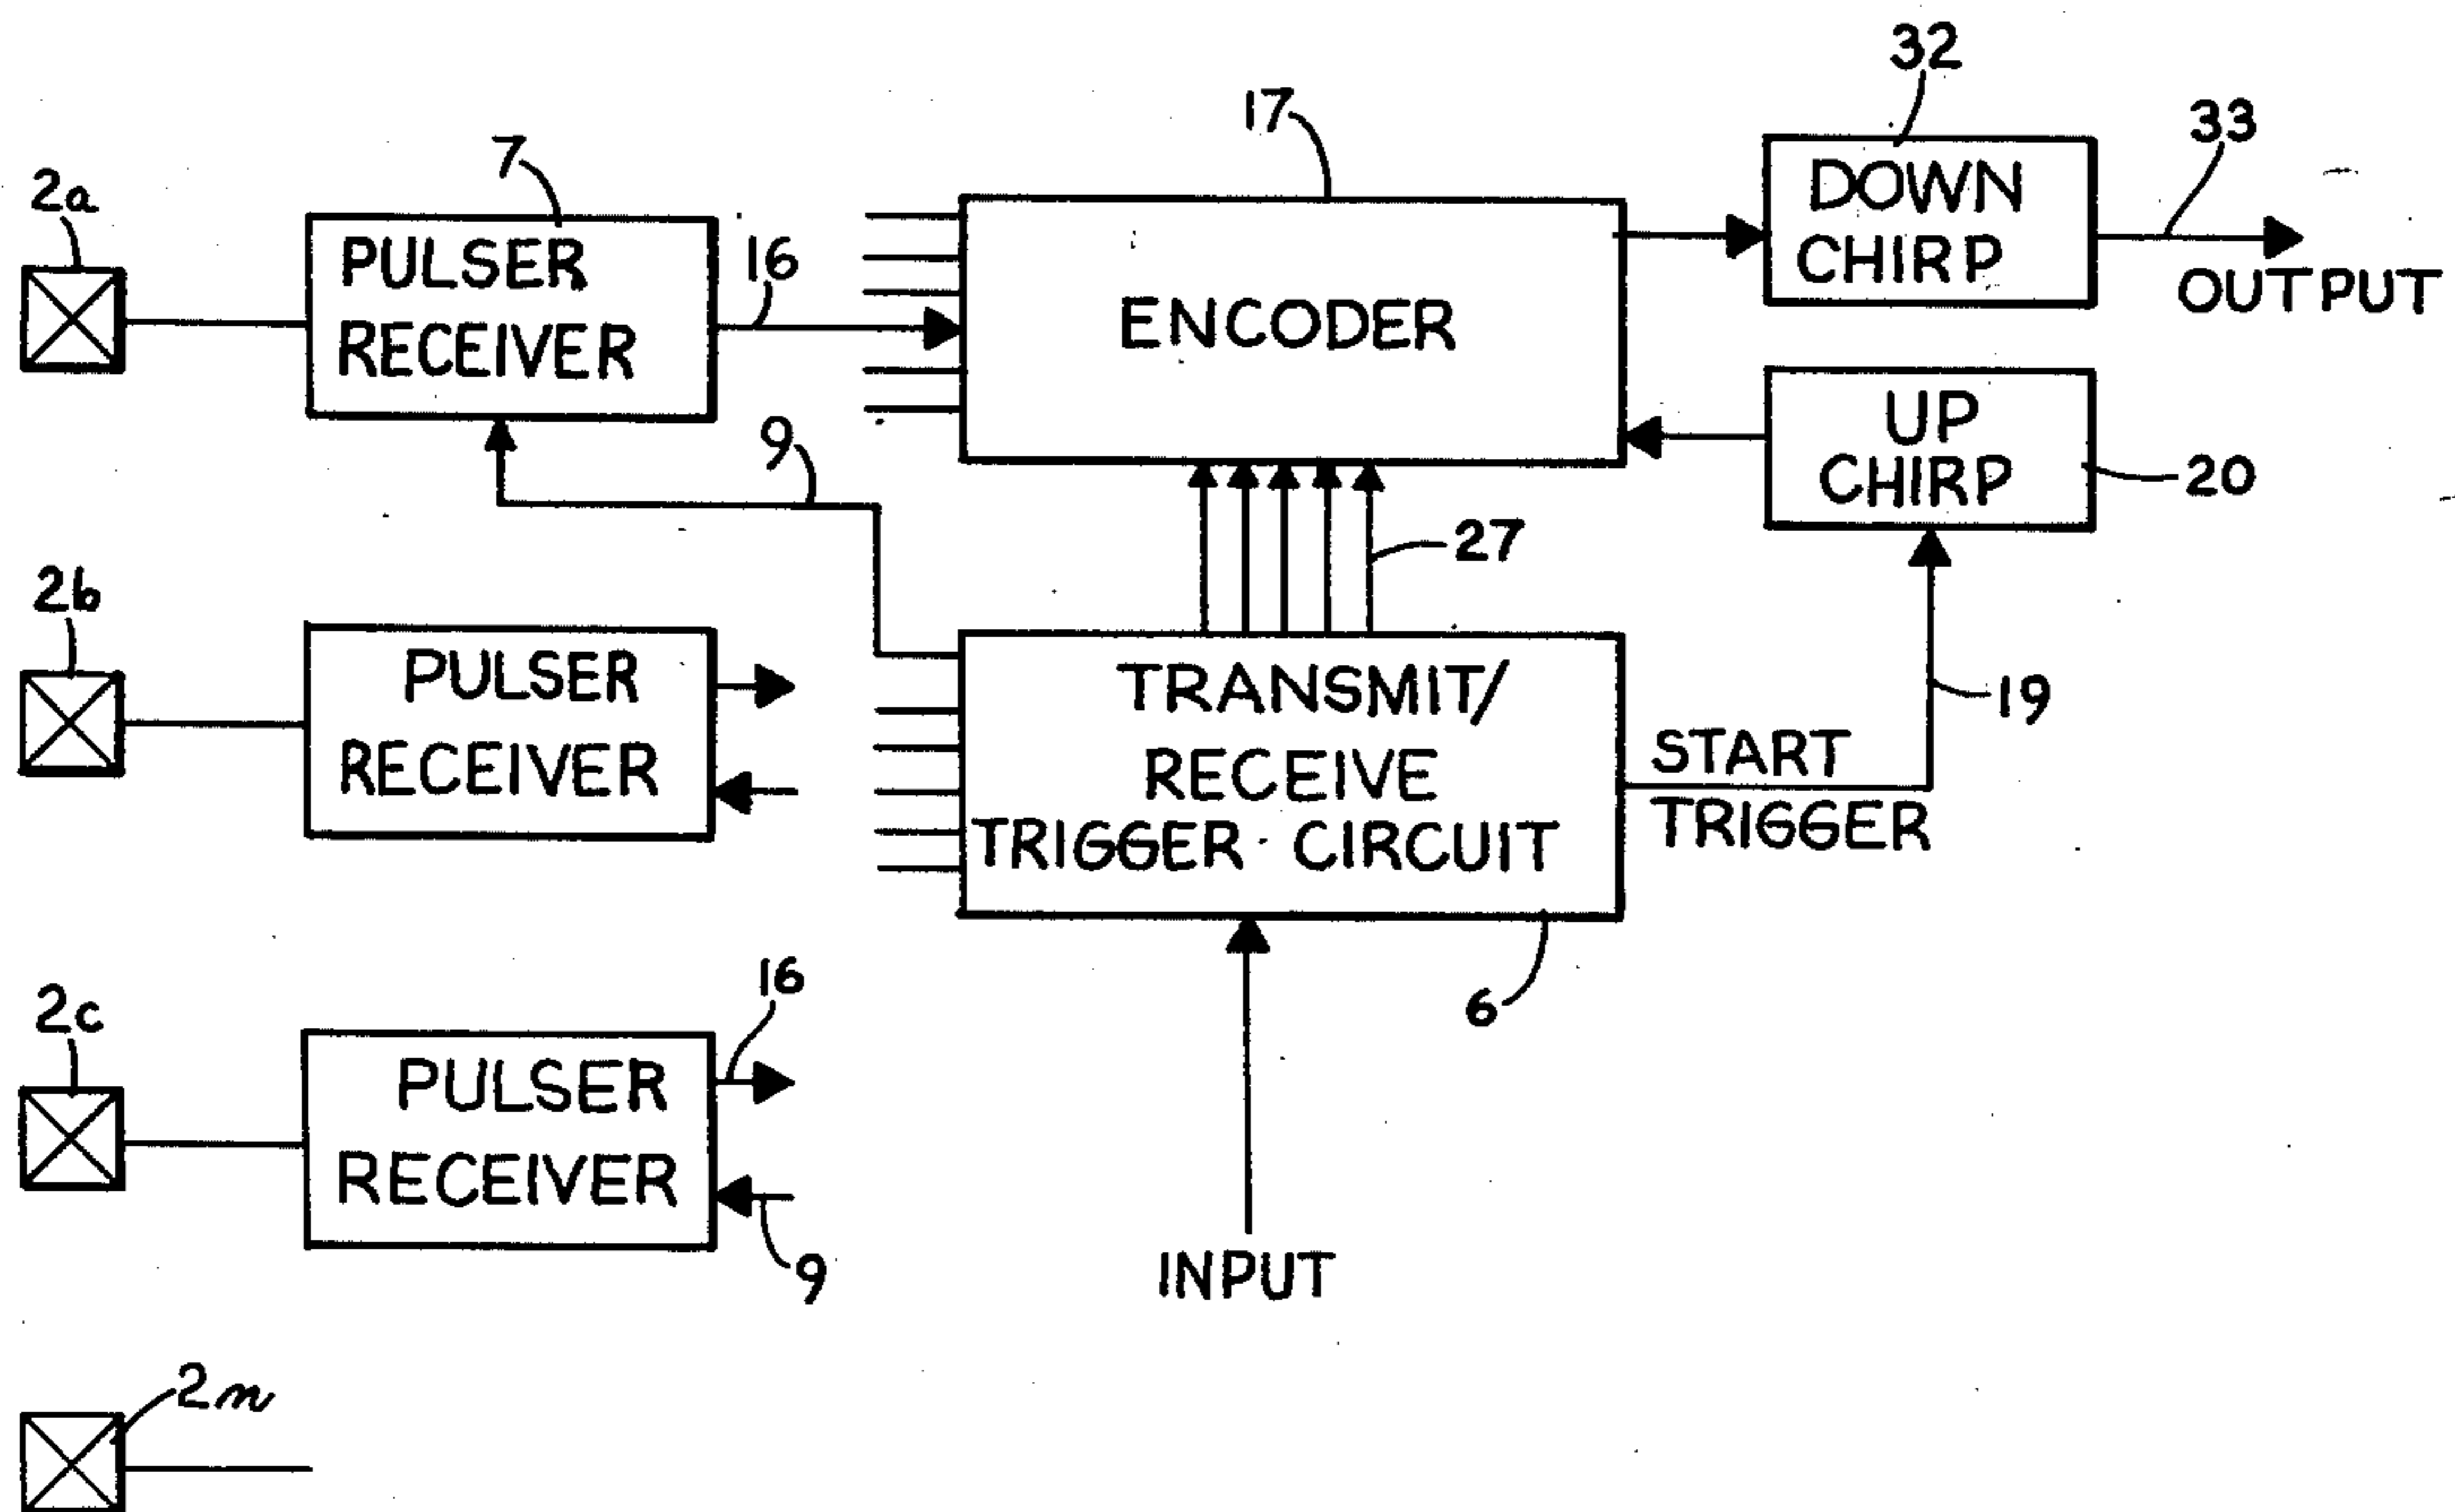 32
33
17
7
2a
DOWN
CHIRP
PULSER
RECEIVER
16
ENCODER
OUTPUT
UP
CHIRP
20
9
27
2b
PULSER
RECEIVER
TRANSMIT/
RECEIVE
TRIGGER CIRCUIT
START
TRIGGER
19
6
2c
16
PULSER
RECEIVER
9
INPUT
2n